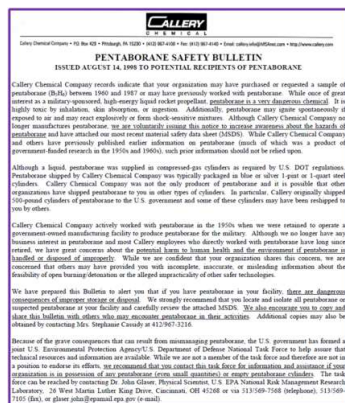 CALLERY
CHEMICAL COMPANY
Callery Chemical Company • PO Box 429 • Pittsburgh, PA 15230 • (412) 967-4100 • Fax: (412) 967-4140 • Email:
PENTABORANE SAFETY BULLETIN
ISSUED AUGUST 14, 1998 TO POTENTIAL RECIPIENTS OF PENTABORANE
Callery Chemical Company records indicate that your organization may have purchased or requested a sample of
pentaborane (B₅H₉) between 1960 and 1987 or may have previously worked with pentaborane. While once of great
interest as a military-sponsored, high-energy liquid rocket propellant, pentaborane is a very dangerous chemical. It is
highly toxic by inhalation, skin absorption, or ingestion. Additionally, pentaborane may ignite spontaneously if
exposed to air and may react explosively or form shock-sensitive mixtures. Although Callery Chemical Company no
longer manufactures pentaborane, we are voluntarily issuing this notice to increase awareness about the hazards of
pentaborane and have attached our most recent material safety data sheet (MSDS). While Callery Chemical Company
and others have previously published earlier information on pentaborane (much of which was a product of
government-funded research in the 1950s and 1960s), such prior information should not be relied upon.
Although a liquid, pentaborane was supplied in compressed-gas cylinders as required by U.S. DOT regulations.
Pentaborane shipped by Callery Chemical Company was typically packaged in blue or silver 1-pint or 1-quart steel
cylinders. Callery Chemical Company was not the only producer of pentaborane and it is possible that other
organizations have shipped pentaborane to you in other types of cylinders. In particular, Callery originally shipped
500-pound cylinders of pentaborane to the U.S. government and some of these cylinders may have been reshipped to
you by others.
Callery Chemical Company actively worked with pentaborane in the 1950s when we were retained to operate a
government-owned manufacturing facility to produce pentaborane for the military. Although we no longer have any
business interest in pentaborane and most Callery employees who directly worked with pentaborane have long since
retired, we have great concerns about the potential harm to human health and the environment if pentaborane is
handled or disposed of improperly. While we are confident that your organization shares this concern, we are
concerned that others may have provided you with incomplete, inaccurate, or misleading information about the
feasibility of open burning/detonation or the alleged impracticality of other safer technologies.
We have prepared this Bulletin to alert you that if you have pentaborane in your facility, there are dangerous
consequences of improper storage or disposal. We strongly recommend that you locate and isolate all pentaborane or
suspected pentaborane at your facility and carefully review the attached MSDS. We also encourage you to copy and
share this bulletin with others who may encounter pentaborane in their activities. Additional copies may also be
obtained by contacting Mrs. Stephanie Cassidy at 412/967-3216.
Because of the grave consequences that can result from mismanaging pentaborane, the U.S. government has formed a
joint U.S. Environmental Protection Agency/U.S. Department of Defense National Task Force to help assure that
technical resources and information are available. While we are not a member of the task force and therefore are not in
a position to endorse its efforts, we recommend that you contact this task force for information and assistance if your
organization is in possession of any pentaborane (even small quantities) or empty pentaborane cylinders. The task
force can be reached by contacting Dr. John Glaser, Physical Scientist, U.S. EPA National Risk Management Research
Laboratory, 26 West Martin Luther King Drive, Cincinnati, OH 45268 or via 513/569-7568 (telephone), 513/569-
7105 (fax), or glaser.john@epamail.epa.gov (e-mail).